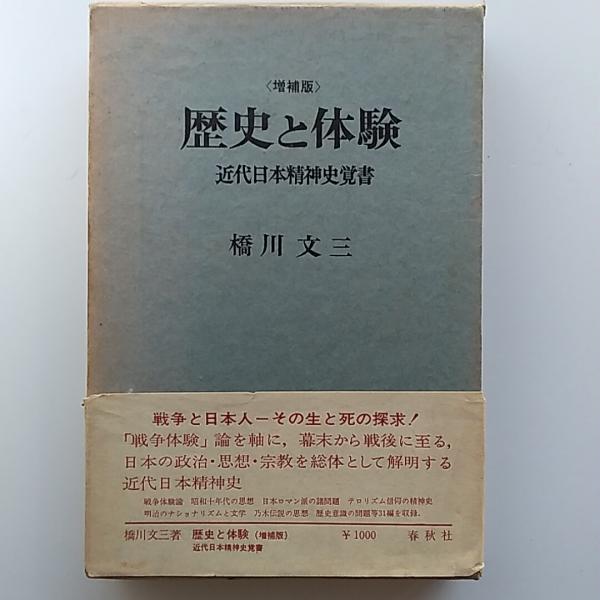 〈増補版〉
歴史と体験
近代日本精神史覚書
橋川文三
戦争と日本人ーその生と死の探求!
「戦争体験」論を軸に,幕末から戦後に至る,
日本の政治・思想・宗教を総体として解明する
近代日本精神史
戦争体験論 昭和十年代の思想 日本ロマン派の諸問題 テロリズム信仰の精神史
明治のナショナリズムと文学 乃木伝説の思想 歴史意識の問題等31編を収録.
橋川文三著 歴史と体験(増補版) ¥1000 春秋社
近代日本精神史覚書